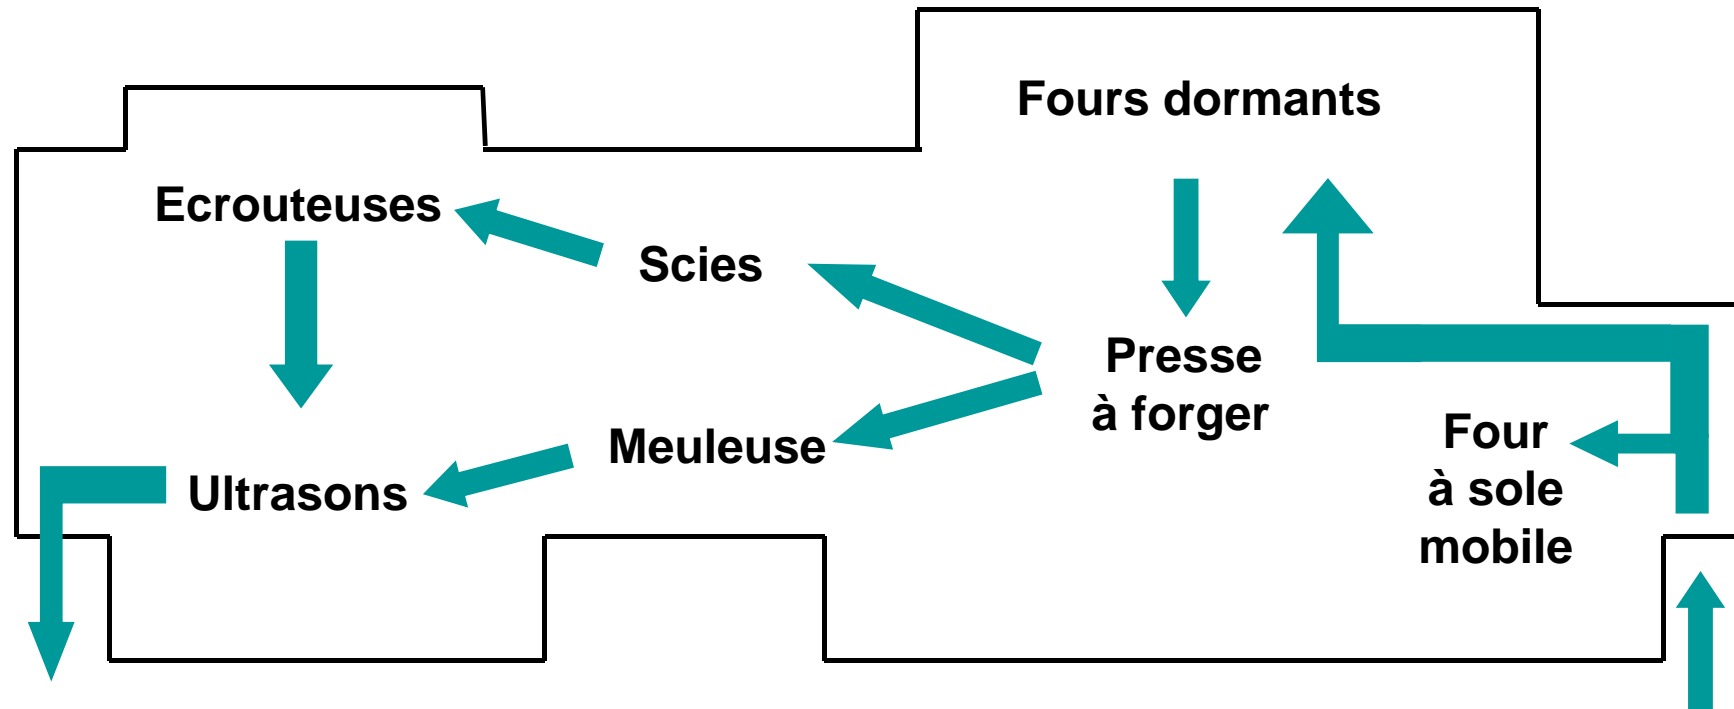 Fours dormants
Ecrouteuses
Scies
Presse
à forger
Meuleuse
Four
à sole
mobile
Ultrasons